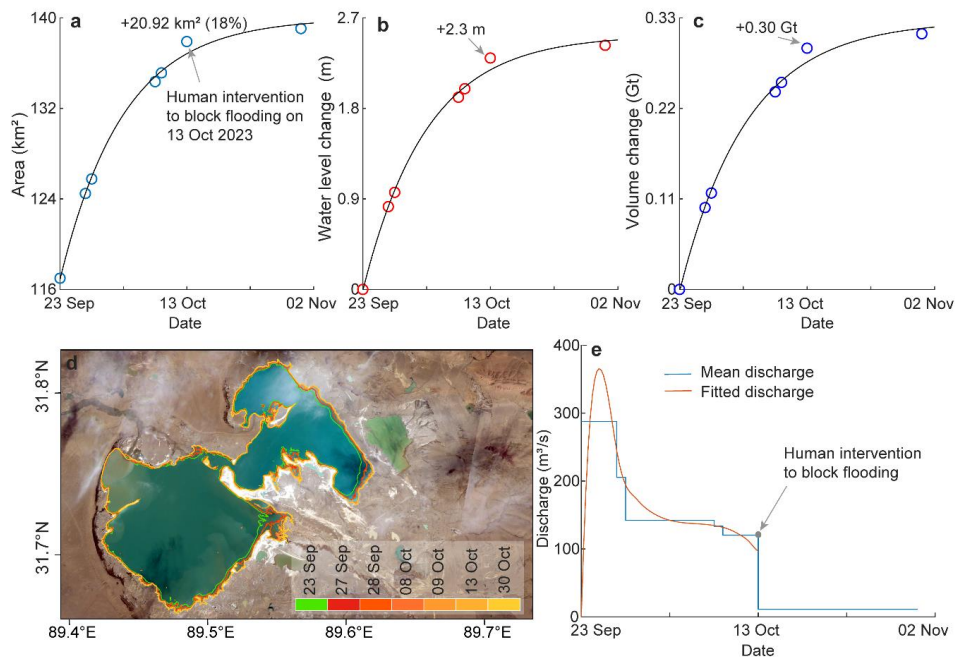 a
+20.92 km² (18%)
Human intervention
to block flooding on
13 Oct 2023
140
132
124
116
Area (km²)
23 Sep
13 Oct
02 Nov
Date
b
+2.3 m
2.7
1.8
0.9
0
Water level change (m)
23 Sep
13 Oct
02 Nov
Date
c
+0.30 Gt
0.33
0.22
0.11
0
Volume change (Gt)
23 Sep
13 Oct
02 Nov
Date
d
31.8°N
31.7°N
23 Sep
27 Sep
28 Sep
08 Oct
09 Oct
13 Oct
30 Oct
89.4°E
89.5°E
89.6°E
89.7°E
e
Mean discharge
Fitted discharge
Human intervention
to block flooding
400
300
200
100
0
Discharge (m³/s)
23 Sep
13 Oct
02 Nov
Date